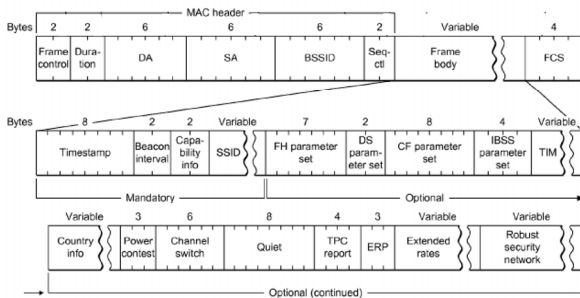 MAC header
Bytes 2 2 6 6 6 2 Variable 4
Frame control Dura- tion DA SA BSSID Seq- ctl Frame body FCS
Bytes 8 2 2 Variable 7 2 8 4
Timestamp Beacon interval Capa- bility info SSID FH parameter set DS param- eter set CF parameter set IBSS parameter set TIM
Mandatory Optional
Variable 3 6 8 4 3 Variable Variable
Country info Power contest Channel switch Quiet TPC report ERP Extended rates Robust security network
Optional (continued)